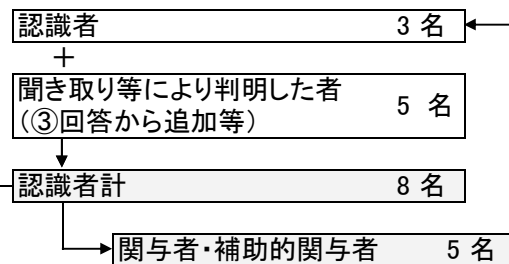 認識者 3 名
＋
聞き取り等により判明した者
(③回答から追加等) 5 名
認識者計 8 名
関与者・補助的関与者 5 名